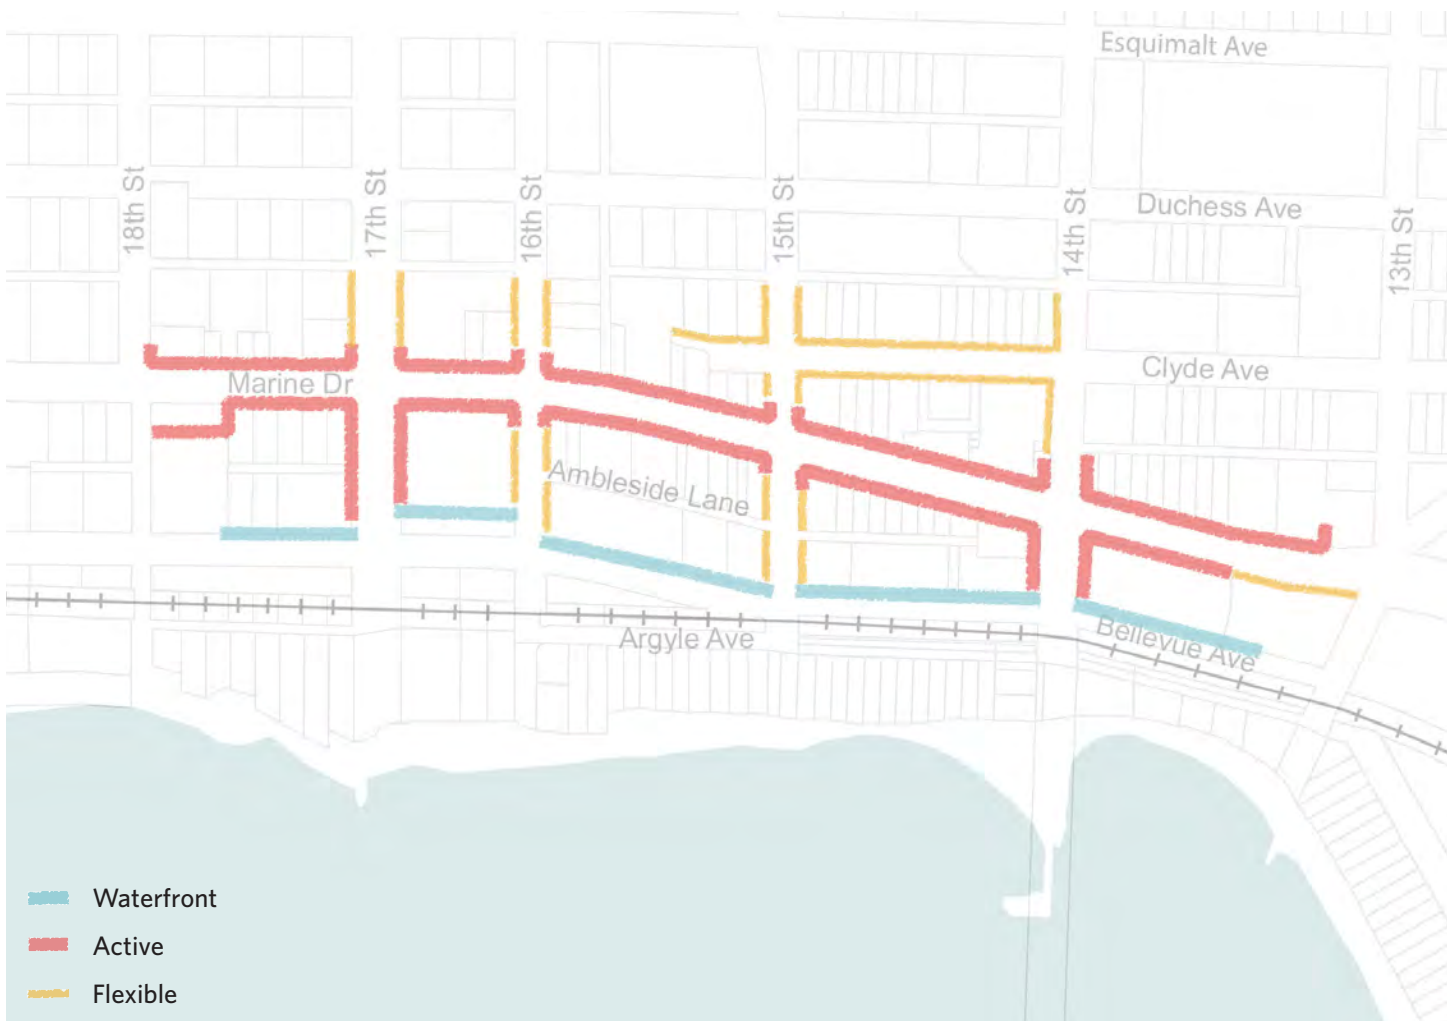 Esquimalt Ave
18th St
17th St
16th St
15th St
14th St
Duchess Ave
13th St
Marine Dr
Clyde Ave
Ambleside Lane
Argyle Ave
Bellevue Ave
Waterfront
Active
Flexible